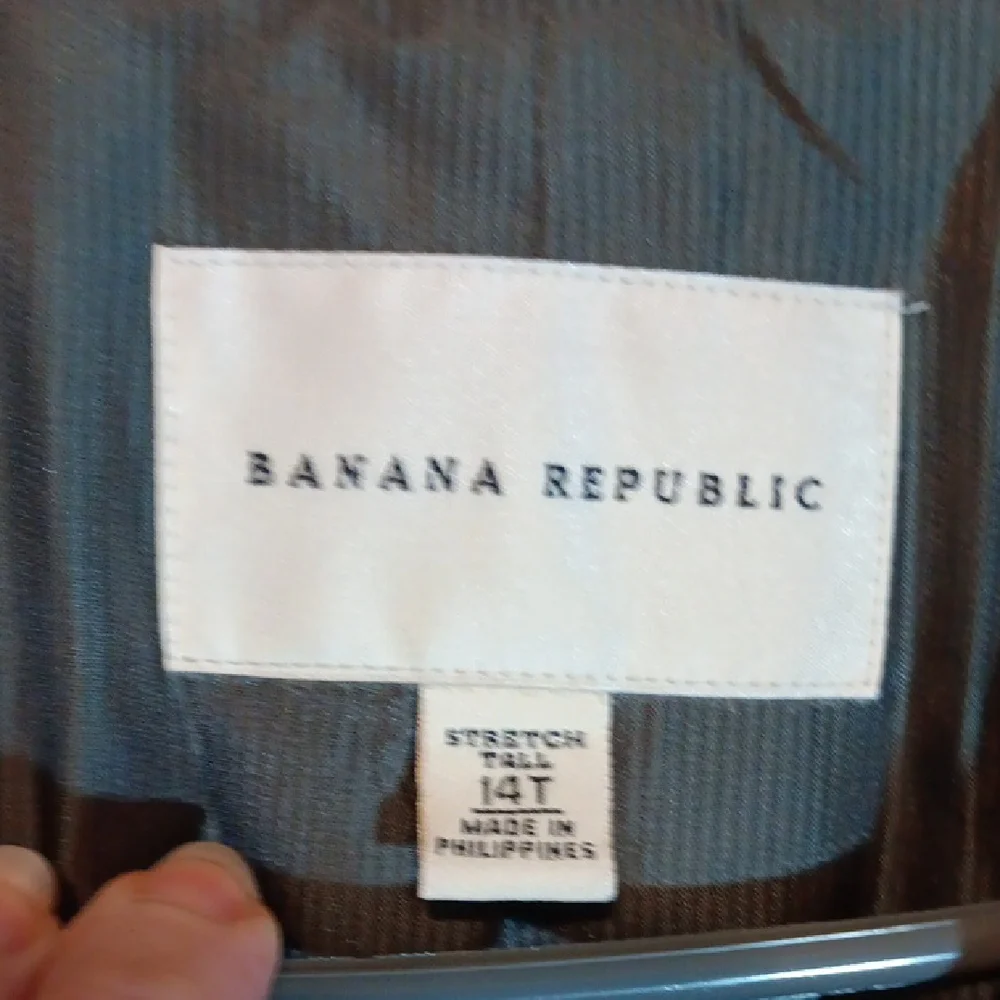 BANANA REPUBLIC
STRETCH
TALL
14T
MADE IN
PHILIPPINES